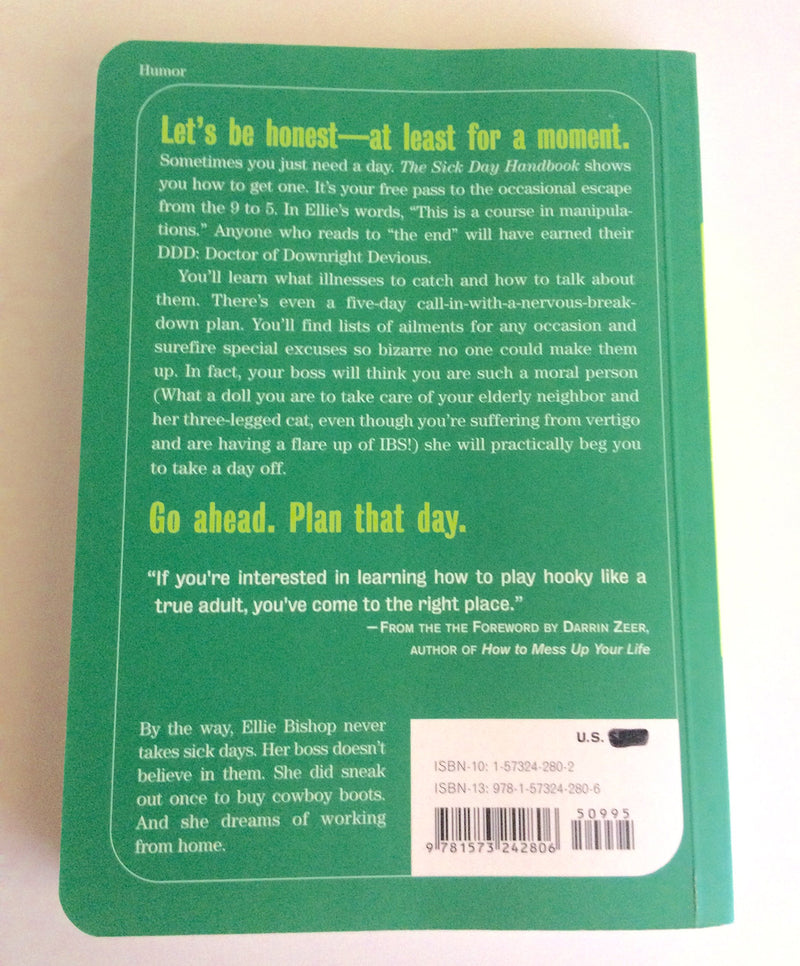 Humor
Let's be honest—at least for a moment.
Sometimes you just need a day. The Sick Day Handbook shows
you how to get one. It's your free pass to the occasional escape
from the 9 to 5. In Ellie's words, “This is a course in manipula-
tions.” Anyone who reads to “the end” will have earned their
DDD: Doctor of Downright Devious.
You'll learn what illnesses to catch and how to talk about
them. There's even a five-day call-in-with-a-nervous-break-
down plan. You'll find lists of ailments for any occasion and
surefire special excuses so bizarre no one could make them
up. In fact, your boss will think you are such a moral person
(What a doll you are to take care of your elderly neighbor and
her three-legged cat, even though you're suffering from vertigo
and are having a flare up of IBS!) she will practically beg you
to take a day off.
Go ahead. Plan that day.
“If you're interested in learning how to play hooky like a
true adult, you've come to the right place.”
—From the the Foreword by Darrin Zeer,
author of How to Mess Up Your Life
By the way, Ellie Bishop never
takes sick days. Her boss doesn't
believe in them. She did sneak
out once to buy cowboy boots.
And she dreams of working
from home.
U.S.
ISBN-10: 1-57324-280-2
ISBN-13: 978-1-57324-280-6
50995
9 781573 242806